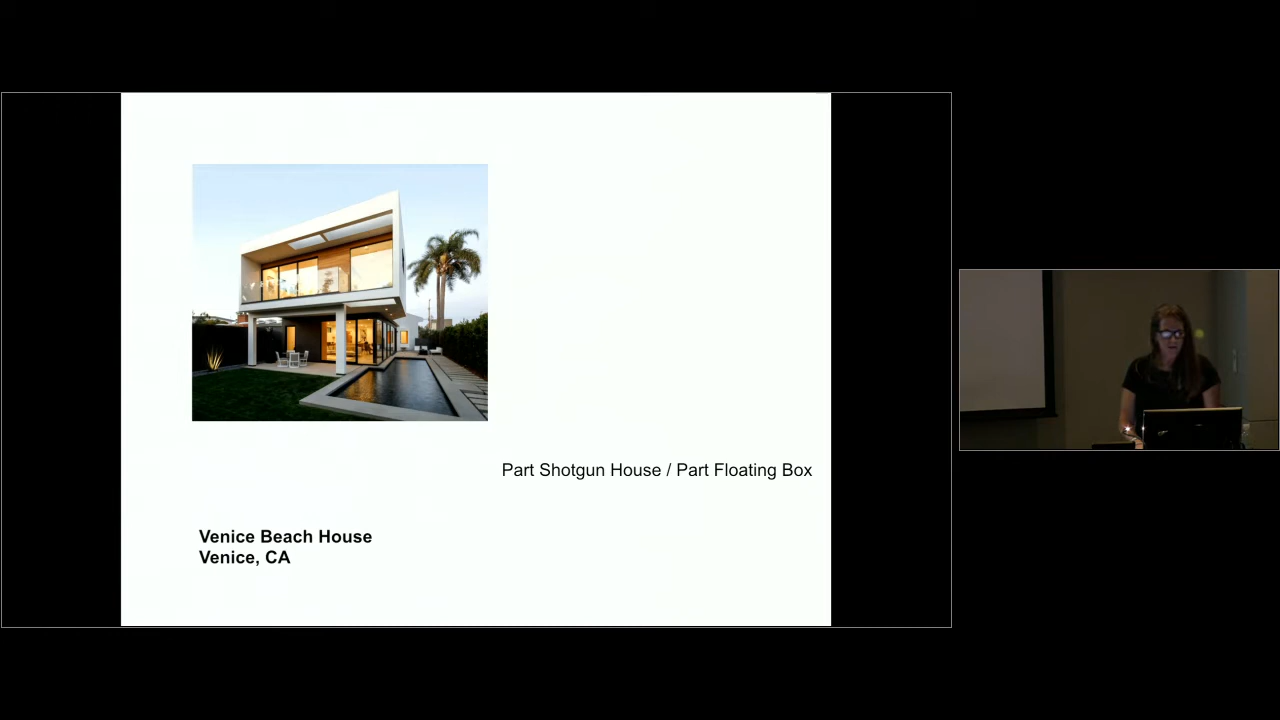 Part Shotgun House / Part Floating Box
Venice Beach House
Venice, CA